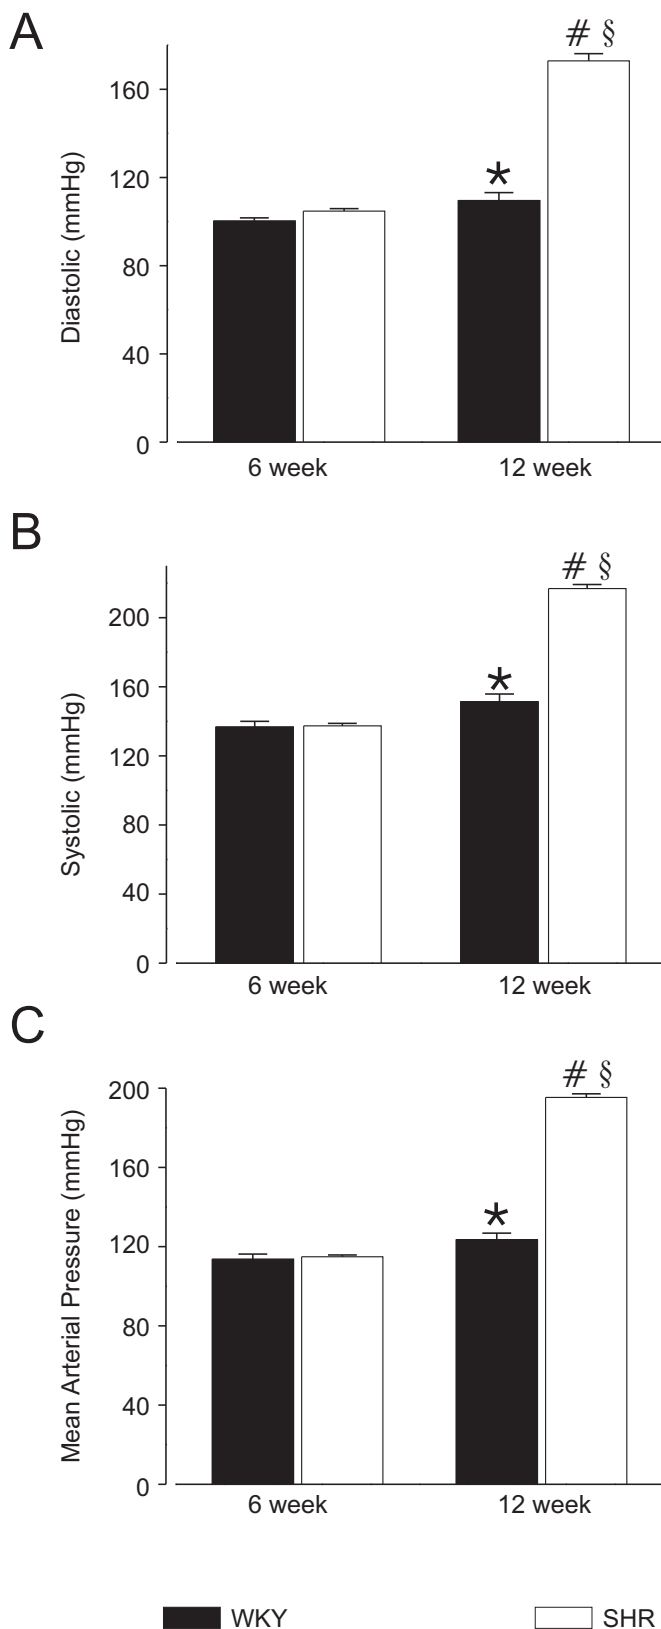 A
# §
160
*
120
80
40
0
Diastolic (mmHg)
6 week 12 week
B
# §
200
*
160
120
80
40
0
Systolic (mmHg)
6 week 12 week
C
# §
200
160
*
120
80
40
0
Mean Arterial Pressure (mmHg)
6 week 12 week
WKY SHR